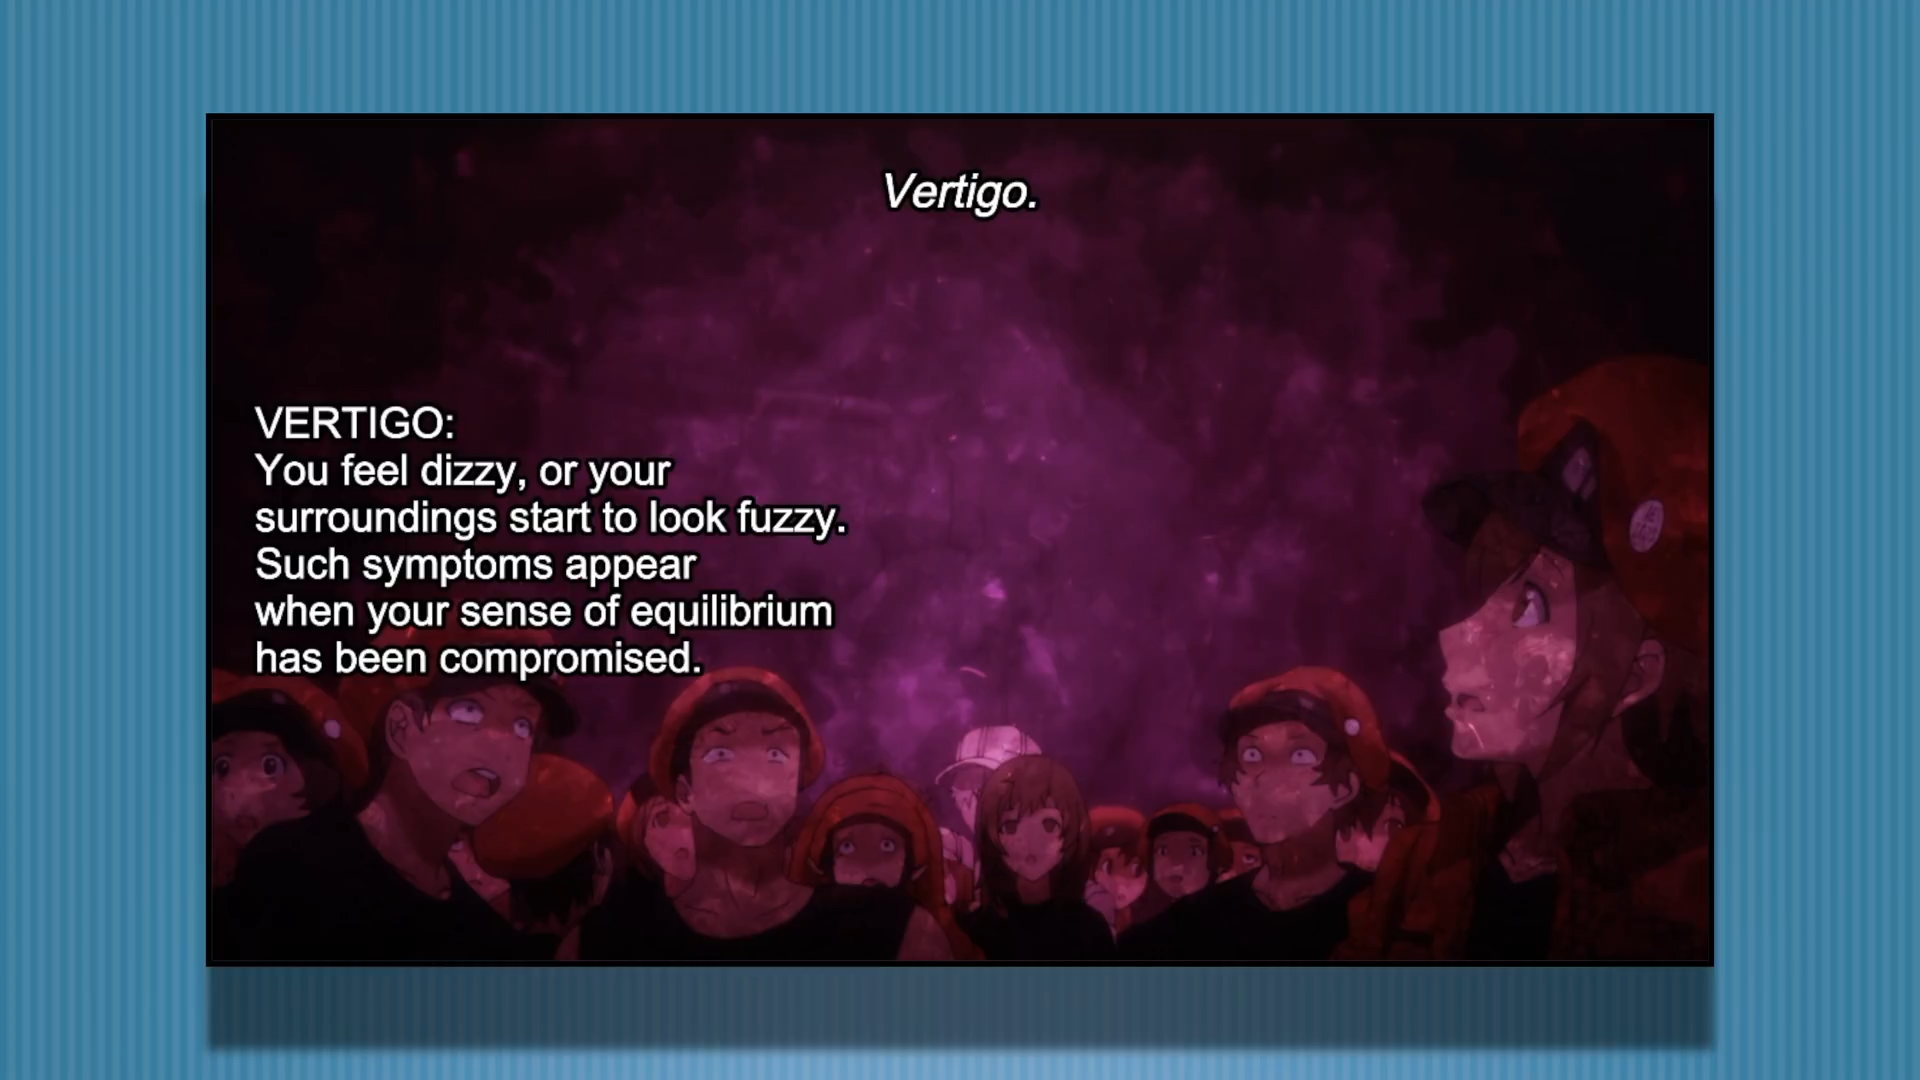 Vertigo.
VERTIGO:
You feel dizzy, or your
surroundings start to look fuzzy.
Such symptoms appear
when your sense of equilibrium
has been compromised.